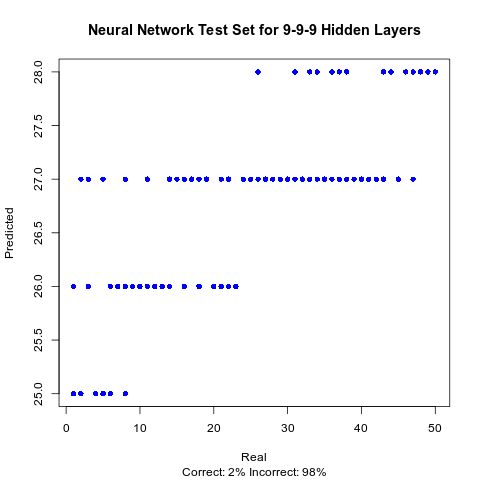 Neural Network Test Set for 9-9-9 Hidden Layers
28.0
27.5
27.0
26.5
26.0
25.5
25.0
Predicted
0 10 20 30 40 50
Real
Correct: 2% Incorrect: 98%